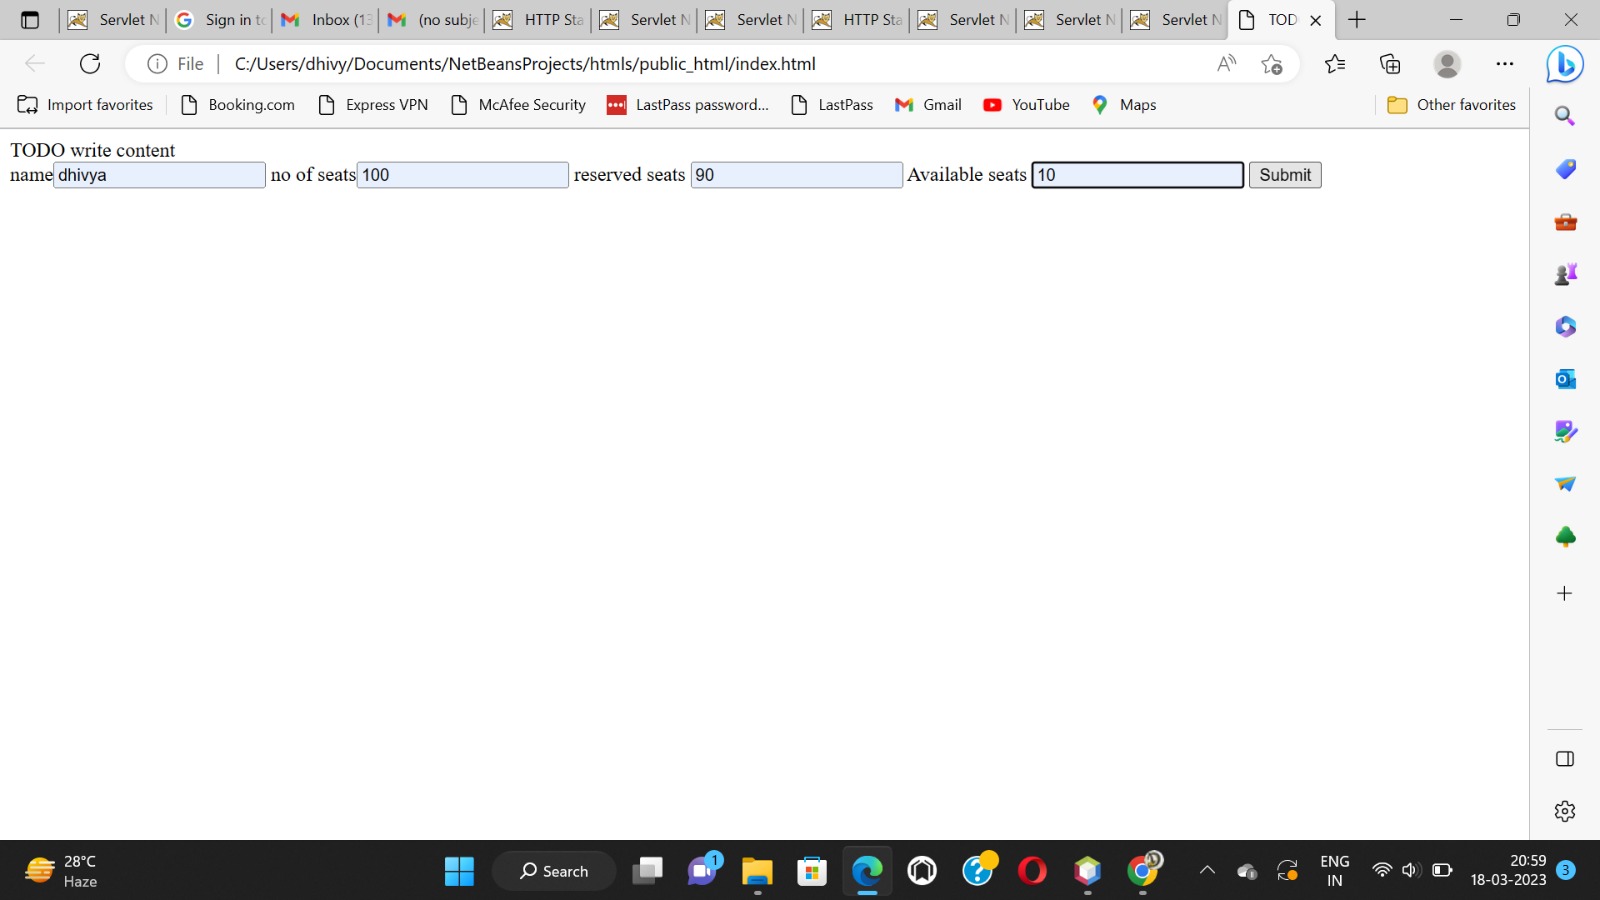 Servlet N Sign in to Inbox (13 (no subje HTTP Sta Servlet N Servlet N HTTP Sta Servlet N Servlet N Servlet N TOD
File C:/Users/dhivy/Documents/NetBeansProjects/htmls/public_html/index.html
Import favorites Booking.com Express VPN McAfee Security LastPass password... LastPass Gmail YouTube Maps Other favorites
TODO write content
name dhivya no of seats 100 reserved seats 90 Available seats 10 Submit
28°C
Haze
Search
1
ENG
IN
20:59
18-03-2023
3